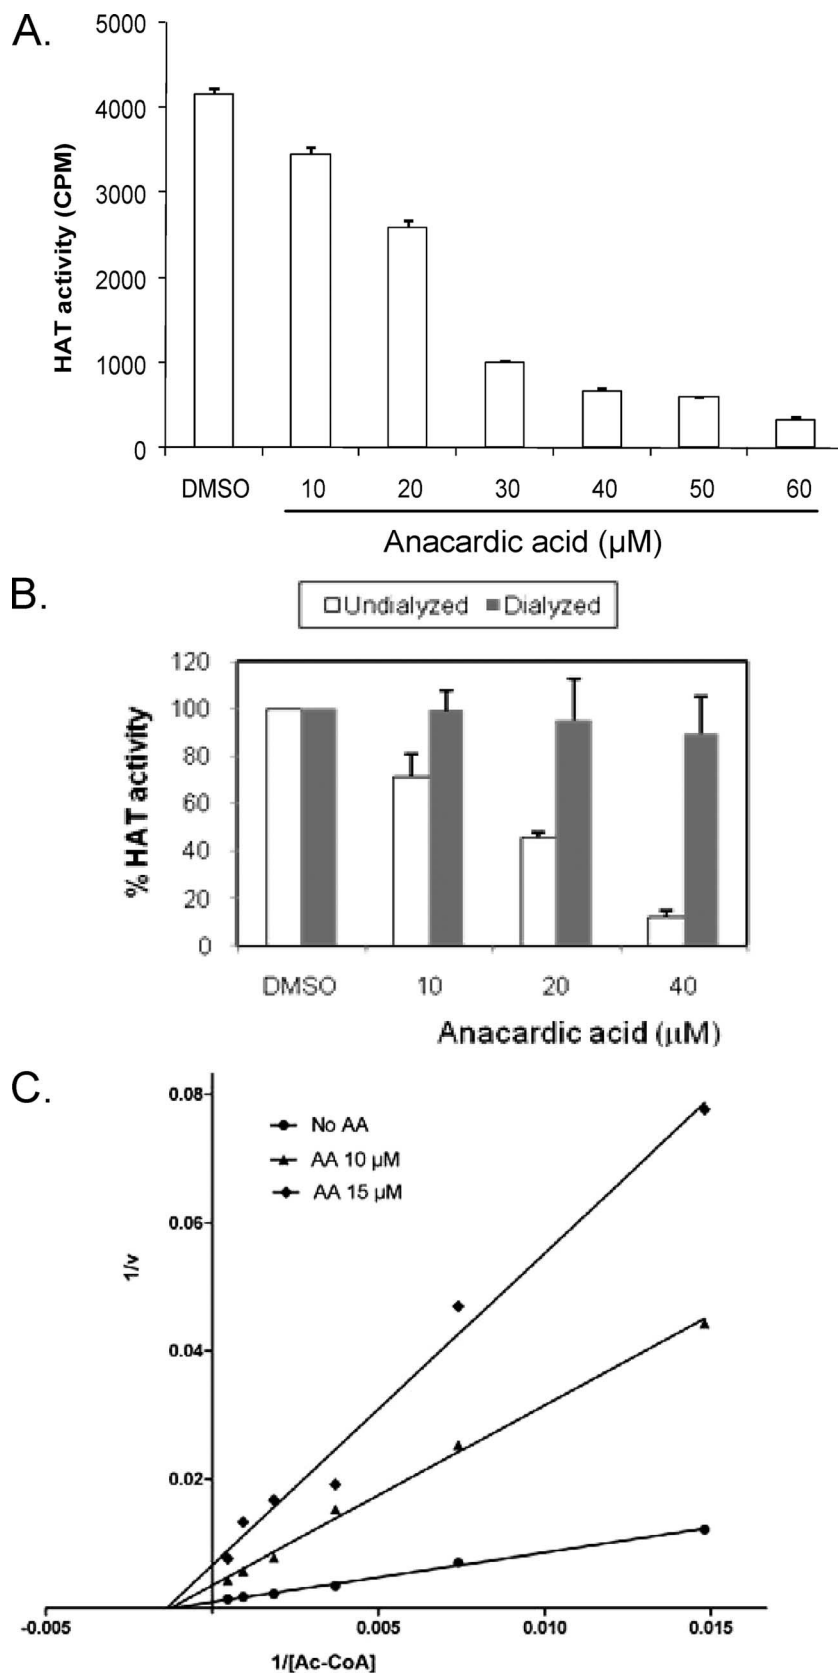 A.
5000
4000
3000
2000
1000
0
HAT activity (CPM)
DMSO 10 20 30 40 50 60
Anacardic acid (µM)
B.
Undialyzed Dialyzed
120
100
80
60
40
20
0
% HAT activity
DMSO 10 20 40
Anacardic acid (µM)
C.
0.08
0.06
0.04
0.02
1/v
No AA
AA 10 µM
AA 15 µM
-0.005 0.005 0.010 0.015
1/[Ac-CoA]